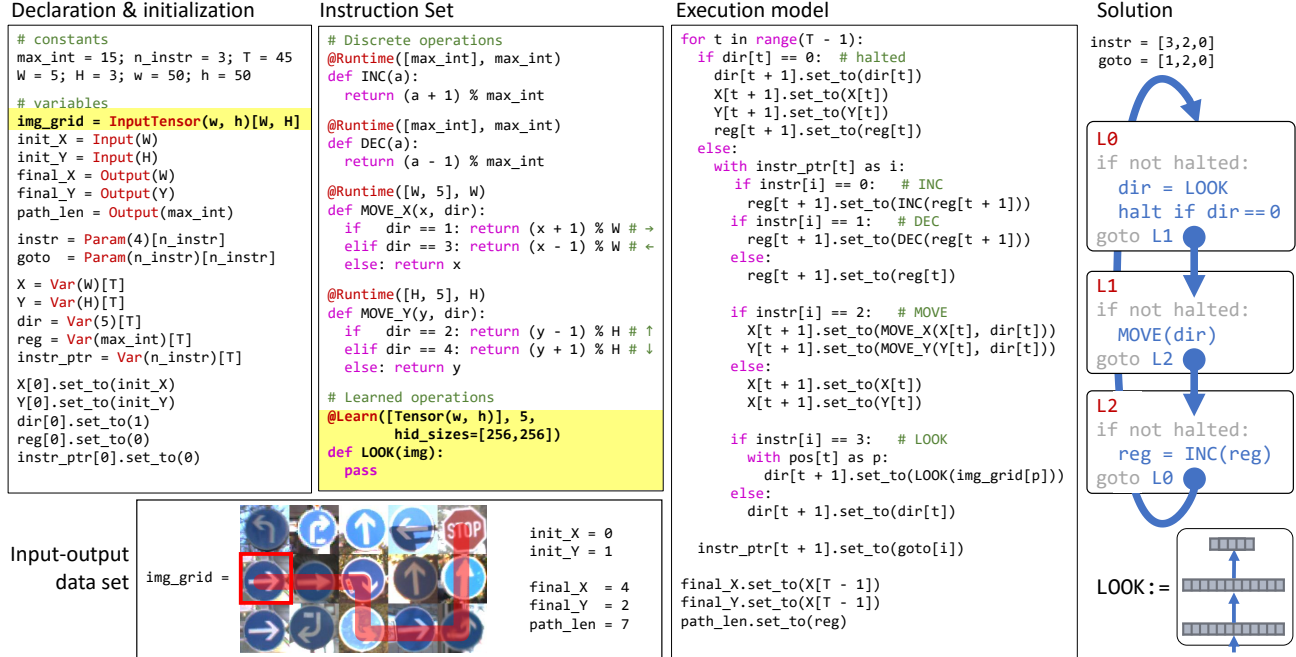 Declaration & initialization
# constants
max_int = 15; n_instr = 3; T = 45
W = 5; H = 3; w = 50; h = 50
# variables
img_grid = InputTensor(w, h)[W, H]
init_X = Input(W)
init_Y = Input(H)
final_X = Output(W)
final_Y = Output(Y)
path_len = Output(max_int)
instr = Param(4)[n_instr]
goto  = Param(n_instr)[n_instr]
X = Var(W)[T]
Y = Var(H)[T]
dir = Var(5)[T]
reg = Var(max_int)[T]
instr_ptr = Var(n_instr)[T]
X[0].set_to(init_X)
Y[0].set_to(init_Y)
dir[0].set_to(1)
reg[0].set_to(0)
instr_ptr[0].set_to(0)
Instruction Set
# Discrete operations
@Runtime([max_int], max_int)
def INC(a):
  return (a + 1) % max_int
@Runtime([max_int], max_int)
def DEC(a):
  return (a - 1) % max_int
@Runtime([W, 5], W)
def MOVE_X(x, dir):
  if   dir == 1: return (x + 1) % W # →
  elif dir == 3: return (x - 1) % W # ←
  else: return x
@Runtime([H, 5], H)
def MOVE_Y(y, dir):
  if   dir == 2: return (y - 1) % H # ↑
  elif dir == 4: return (y + 1) % H # ↓
  else: return y
# Learned operations
@Learn([Tensor(w, h)], 5,
       hid_sizes=[256,256])
def LOOK(img):
  pass
Execution model
for t in range(T - 1):
  if dir[t] == 0:  # halted
    dir[t + 1].set_to(dir[t])
    X[t + 1].set_to(X[t])
    Y[t + 1].set_to(Y[t])
    reg[t + 1].set_to(reg[t])
  else:
    with instr_ptr[t] as i:
      if instr[i] == 0:   # INC
        reg[t + 1].set_to(INC(reg[t + 1]))
      if instr[i] == 1:   # DEC
        reg[t + 1].set_to(DEC(reg[t + 1]))
      else:
        reg[t + 1].set_to(reg[t])
      if instr[i] == 2:   # MOVE
        X[t + 1].set_to(MOVE_X(X[t], dir[t]))
        Y[t + 1].set_to(MOVE_Y(Y[t], dir[t]))
      else:
        X[t + 1].set_to(X[t])
        X[t + 1].set_to(Y[t])
      if instr[i] == 3:   # LOOK
        with pos[t] as p:
          dir[t + 1].set_to(LOOK(img_grid[p]))
      else:
        dir[t + 1].set_to(dir[t])
  instr_ptr[t + 1].set_to(goto[i])
final_X.set_to(X[T - 1])
final_Y.set_to(X[T - 1])
path_len.set_to(reg)
Solution
instr = [3,2,0]
goto = [1,2,0]
L0
if not halted:
  dir = LOOK
  halt if dir == 0
goto L1
L1
if not halted:
  MOVE(dir)
goto L2
L2
if not halted:
  reg = INC(reg)
goto L0
LOOK:=
Input-output
data set
img_grid =
STOP
init_X = 0
init_Y = 1
final_X = 4
final_Y = 2
path_len = 7